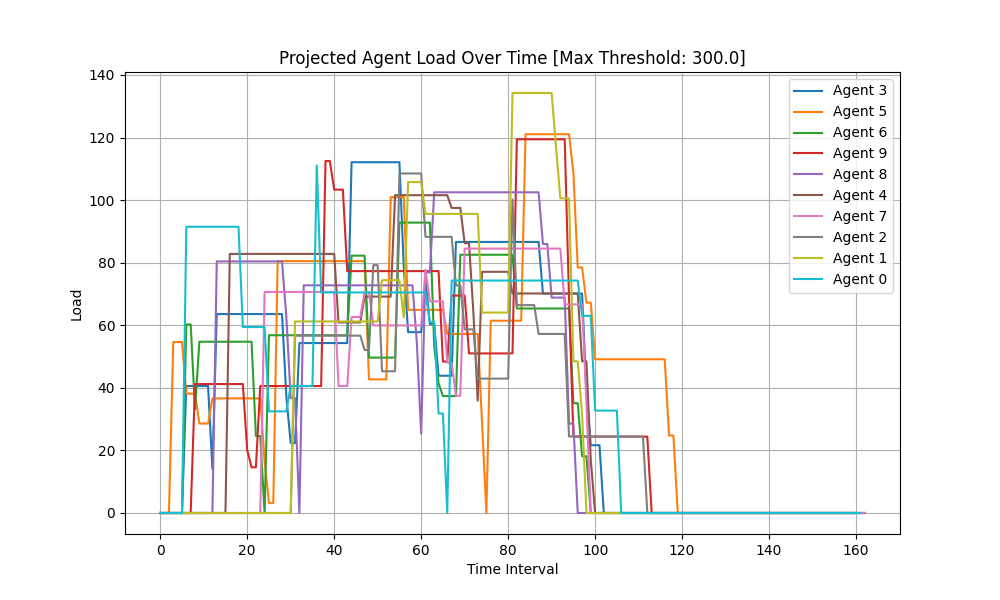 Projected Agent Load Over Time [Max Threshold: 300.0]
140
120
100
80
60
40
20
0
Load
0 20 40 60 80 100 120 140 160
Time Interval
Agent 3
Agent 5
Agent 6
Agent 9
Agent 8
Agent 4
Agent 7
Agent 2
Agent 1
Agent 0